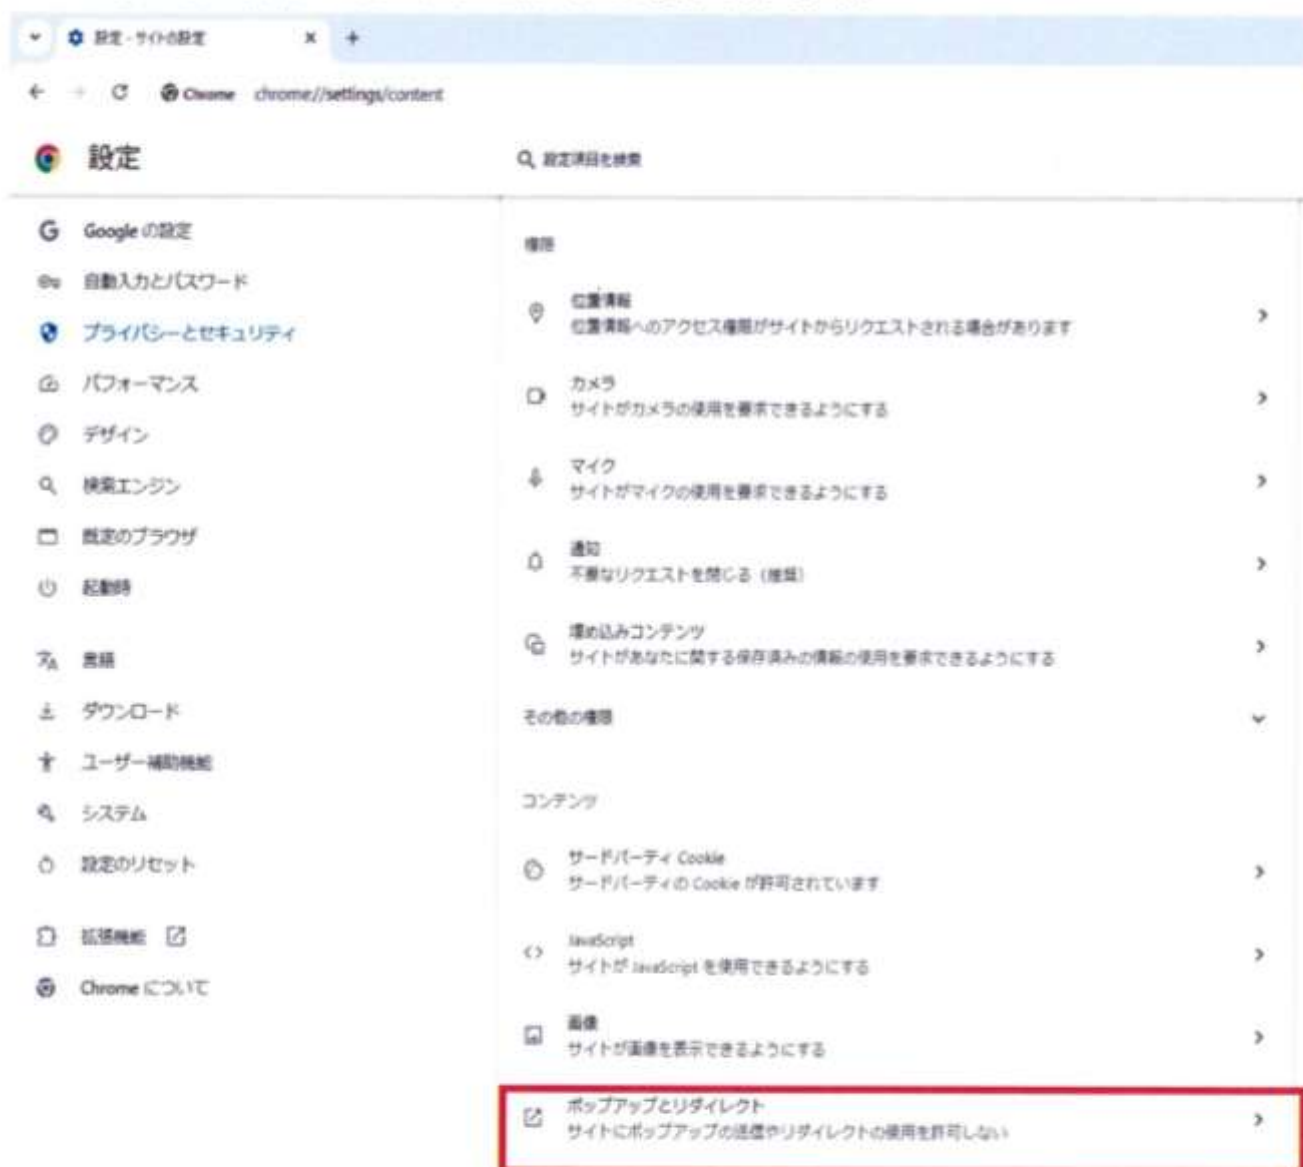 設定 - サイトの設定
Chrome chrome://settings/content
設定
設定項目を検索
Google の設定
自動入力とパスワード
プライバシーとセキュリティ
パフォーマンス
デザイン
検索エンジン
既定のブラウザ
起動時
言語
ダウンロード
ユーザー補助機能
システム
設定のリセット
拡張機能
Chrome について
権限
位置情報
位置情報へのアクセス権限がサイトからリクエストされる場合があります
カメラ
サイトがカメラの使用を要求できるようにする
マイク
サイトがマイクの使用を要求できるようにする
通知
不要なリクエストを閉じる（推奨）
埋め込みコンテンツ
サイトがあなたに関する保存済みの情報の使用を要求できるようにする
その他の権限
コンテンツ
サードパーティ Cookie
サードパーティの Cookie が許可されています
JavaScript
サイトが JavaScript を使用できるようにする
画像
サイトが画像を表示できるようにする
ポップアップとリダイレクト
サイトにポップアップの送信やリダイレクトの使用を許可しない